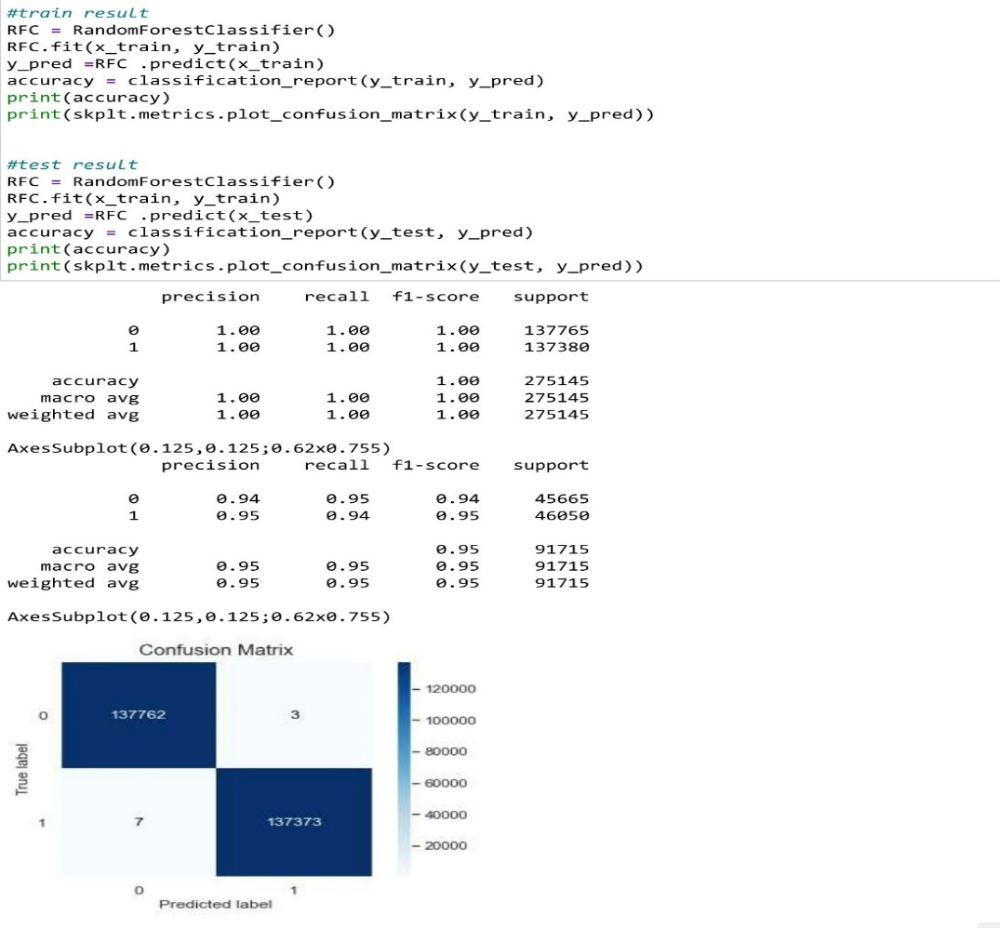 #train result
RFC = RandomForestClassifier()
RFC.fit(x_train, y_train)
y_pred =RFC .predict(x_train)
accuracy = classification_report(y_train, y_pred)
print(accuracy)
print(skplt.metrics.plot_confusion_matrix(y_train, y_pred))
#test result
RFC = RandomForestClassifier()
RFC.fit(x_train, y_train)
y_pred =RFC .predict(x_test)
accuracy = classification_report(y_test, y_pred)
print(accuracy)
print(skplt.metrics.plot_confusion_matrix(y_test, y_pred))
precision recall f1-score support
0 1.00 1.00 1.00 137765
1 1.00 1.00 1.00 137380
accuracy 1.00 275145
macro avg 1.00 1.00 1.00 275145
weighted avg 1.00 1.00 1.00 275145
AxesSubplot(0.125,0.125;0.62x0.755)
precision recall f1-score support
0 0.94 0.95 0.94 45665
1 0.95 0.94 0.95 46050
accuracy 0.95 91715
macro avg 0.95 0.95 0.95 91715
weighted avg 0.95 0.95 0.95 91715
AxesSubplot(0.125,0.125;0.62x0.755)
Confusion Matrix
True label
0 137762 3
1 7 137373
0 1
Predicted label
120000
100000
80000
60000
40000
20000